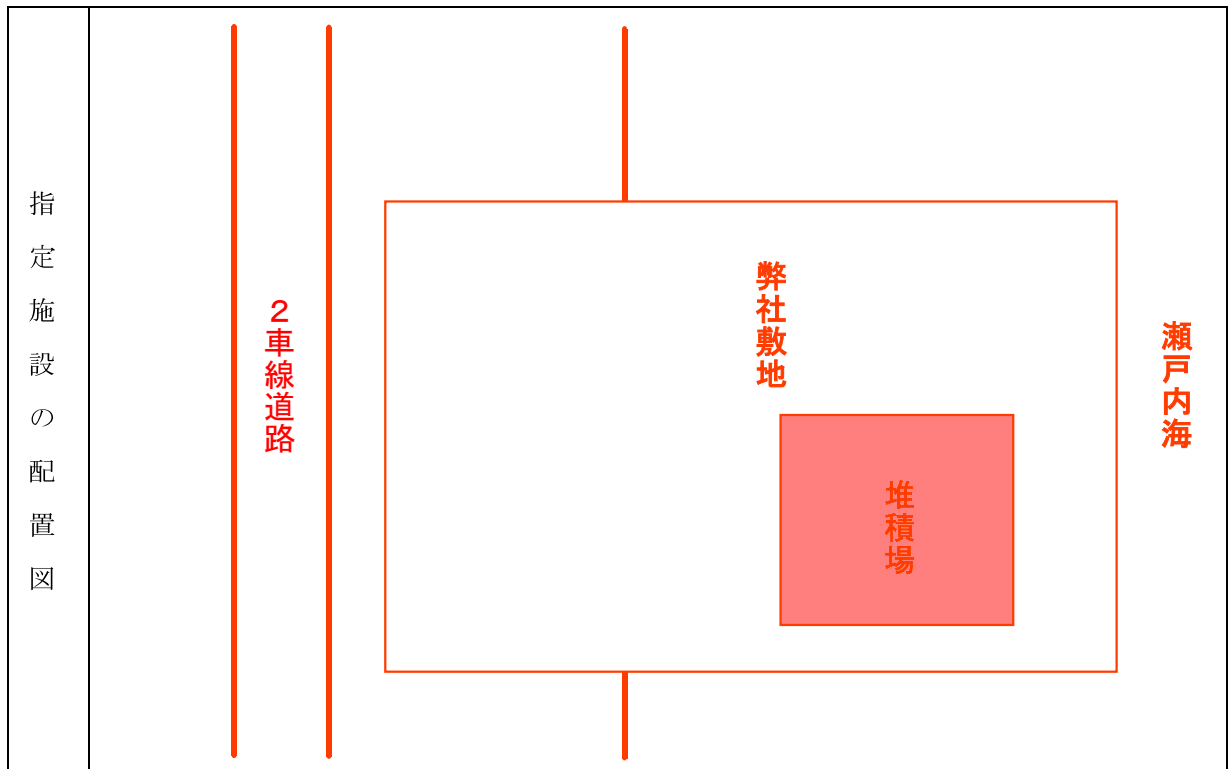 指定施設の配置図
２車線道路
弊社敷地
堆積場
瀬戸内海